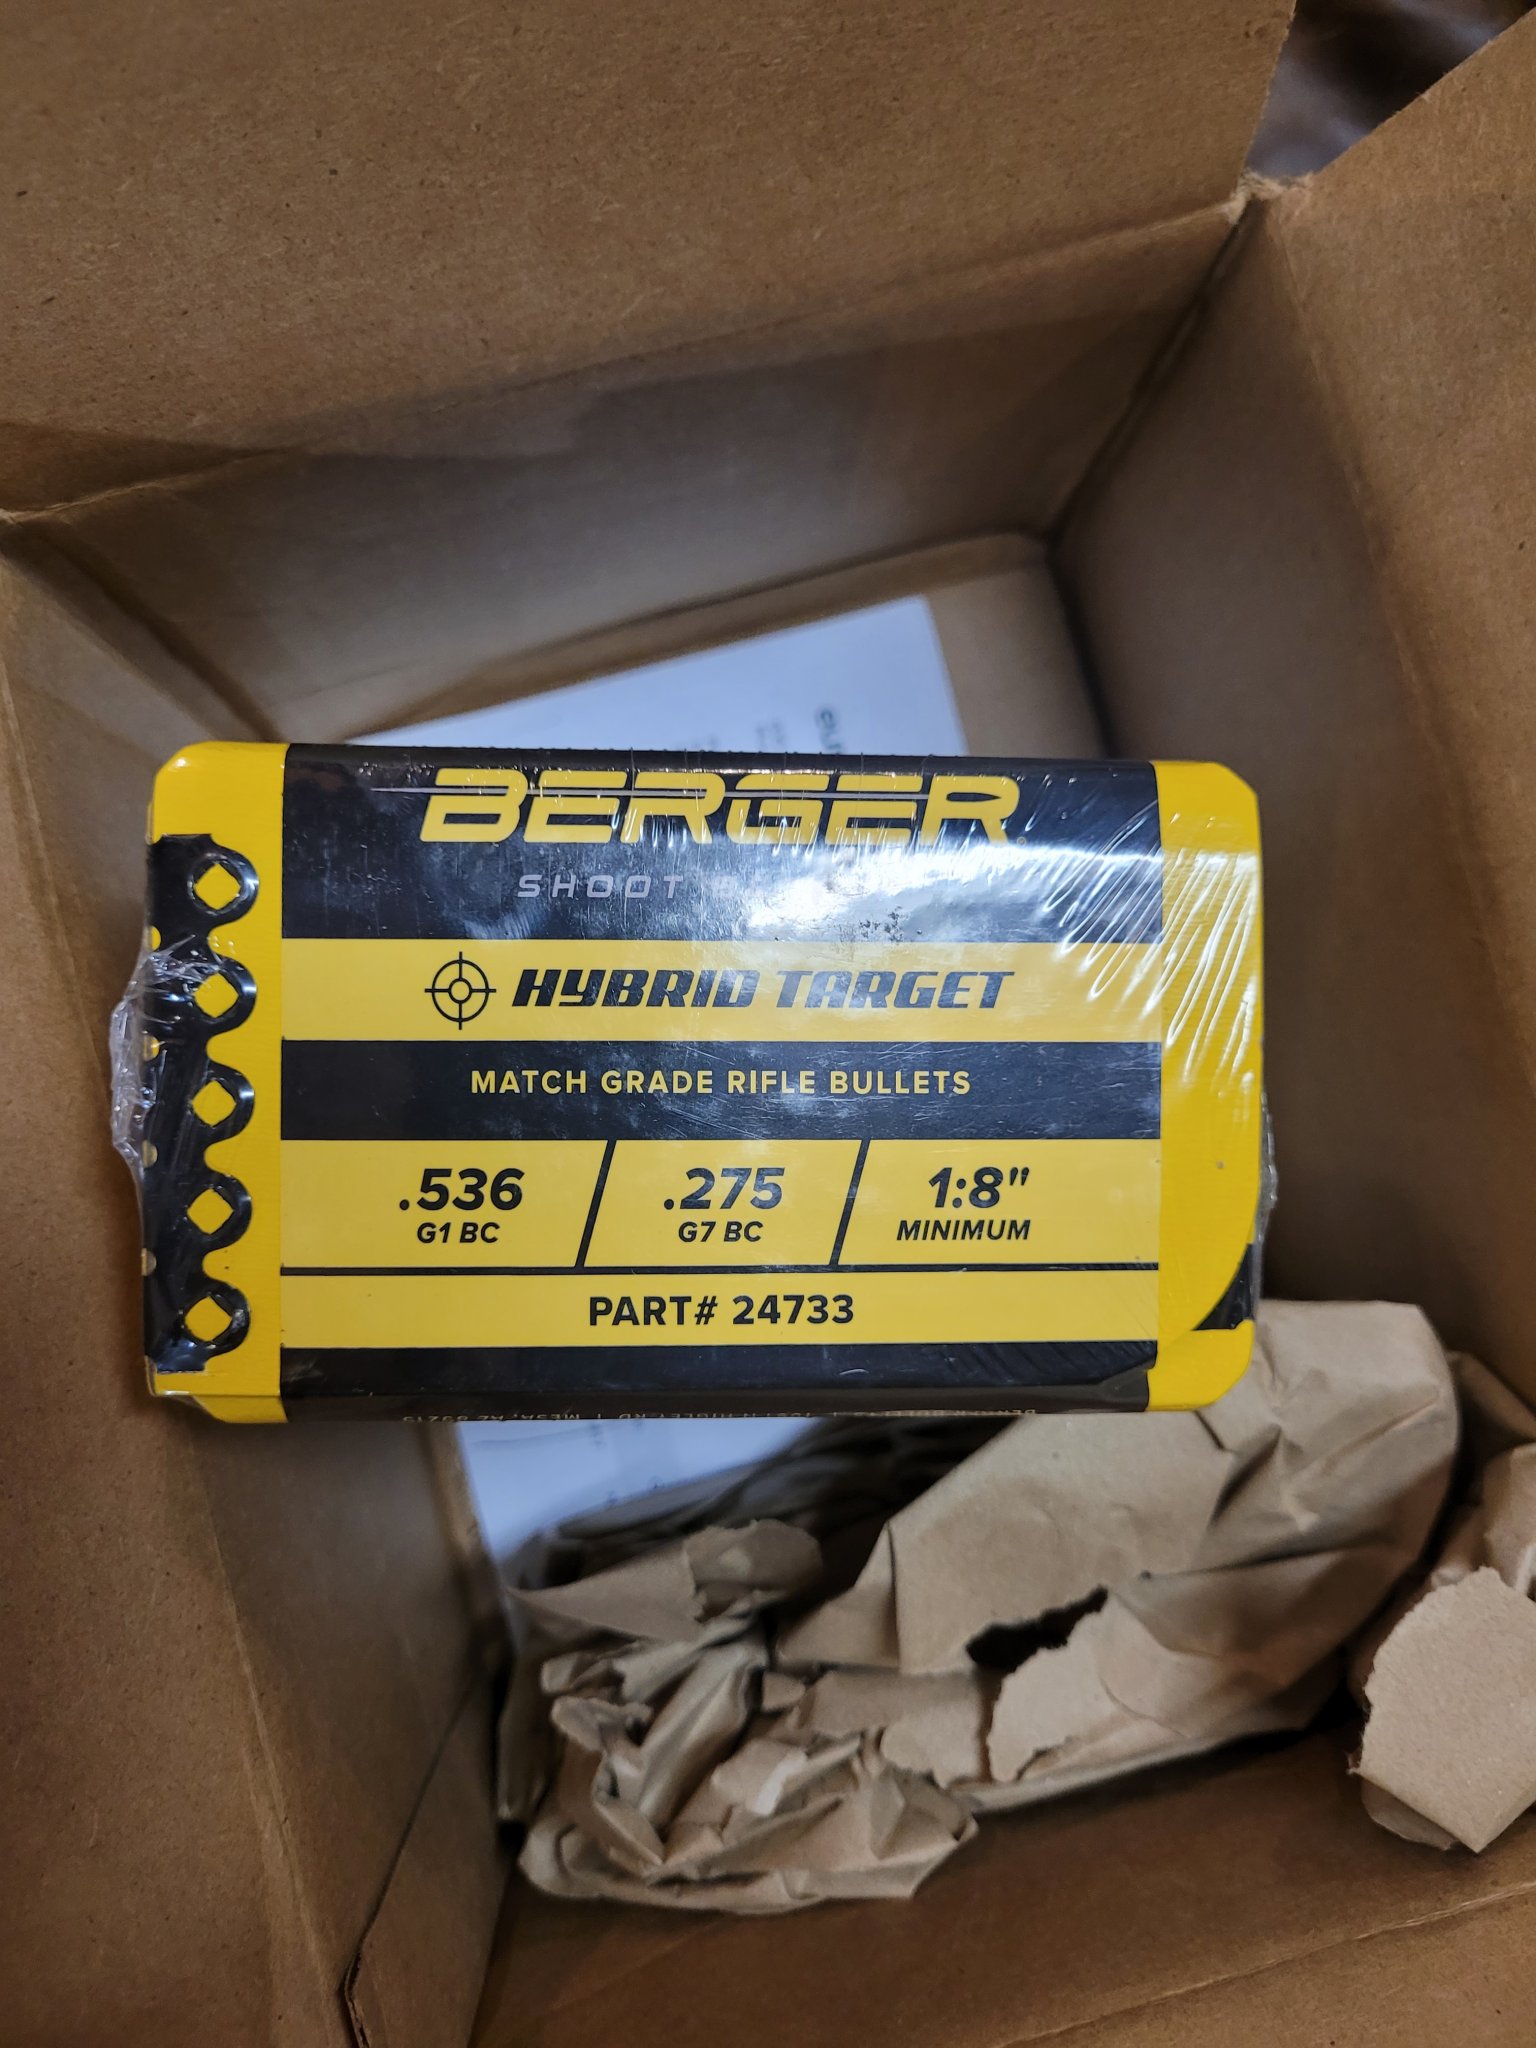 BERGER
SHOOT
HYBRID TARGET
MATCH GRADE RIFLE BULLETS
.536
G1 BC
.275
G7 BC
1:8"
MINIMUM
PART# 24733